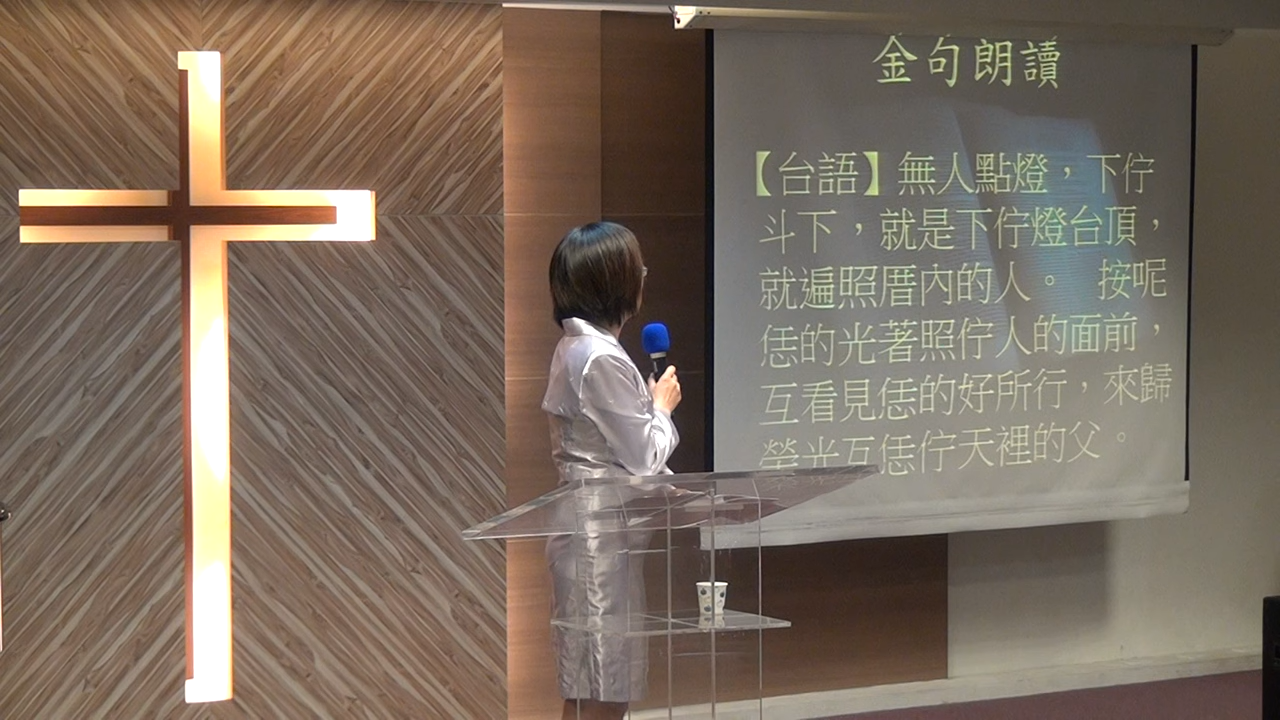 金句朗讀
【台語】無人點燈，下佇
斗下，就是下佇燈台頂，
就遍照厝內的人。 按呢
恁的光著照佇人的面前，
互看見恁的好所行，來歸
榮光互恁佇天裡的父。